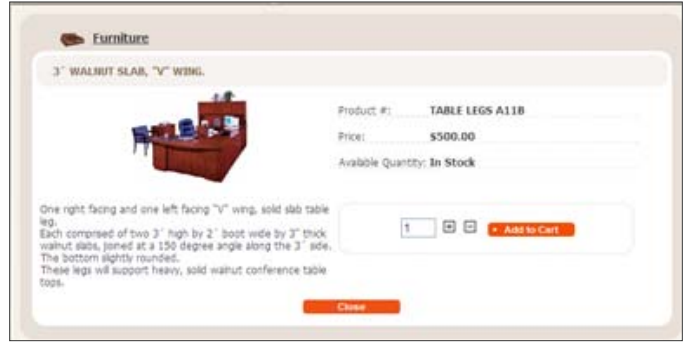 Furniture
3´ WALNUT SLAB, "V" WING.
Product #: TABLE LEGS A11B
Price: $500.00
Available Quantity: In Stock
One right facing and one left facing "V" wing, solid slab table
leg.
Each comprised of two 3´ high by 2´ boot wide by 3" thick
walnut slabs, joined at a 150 degree angle along the 3´ side.
The bottom slightly rounded.
These legs will support heavy, solid walnut conference table
tops.
1 + − Add to Cart
Close